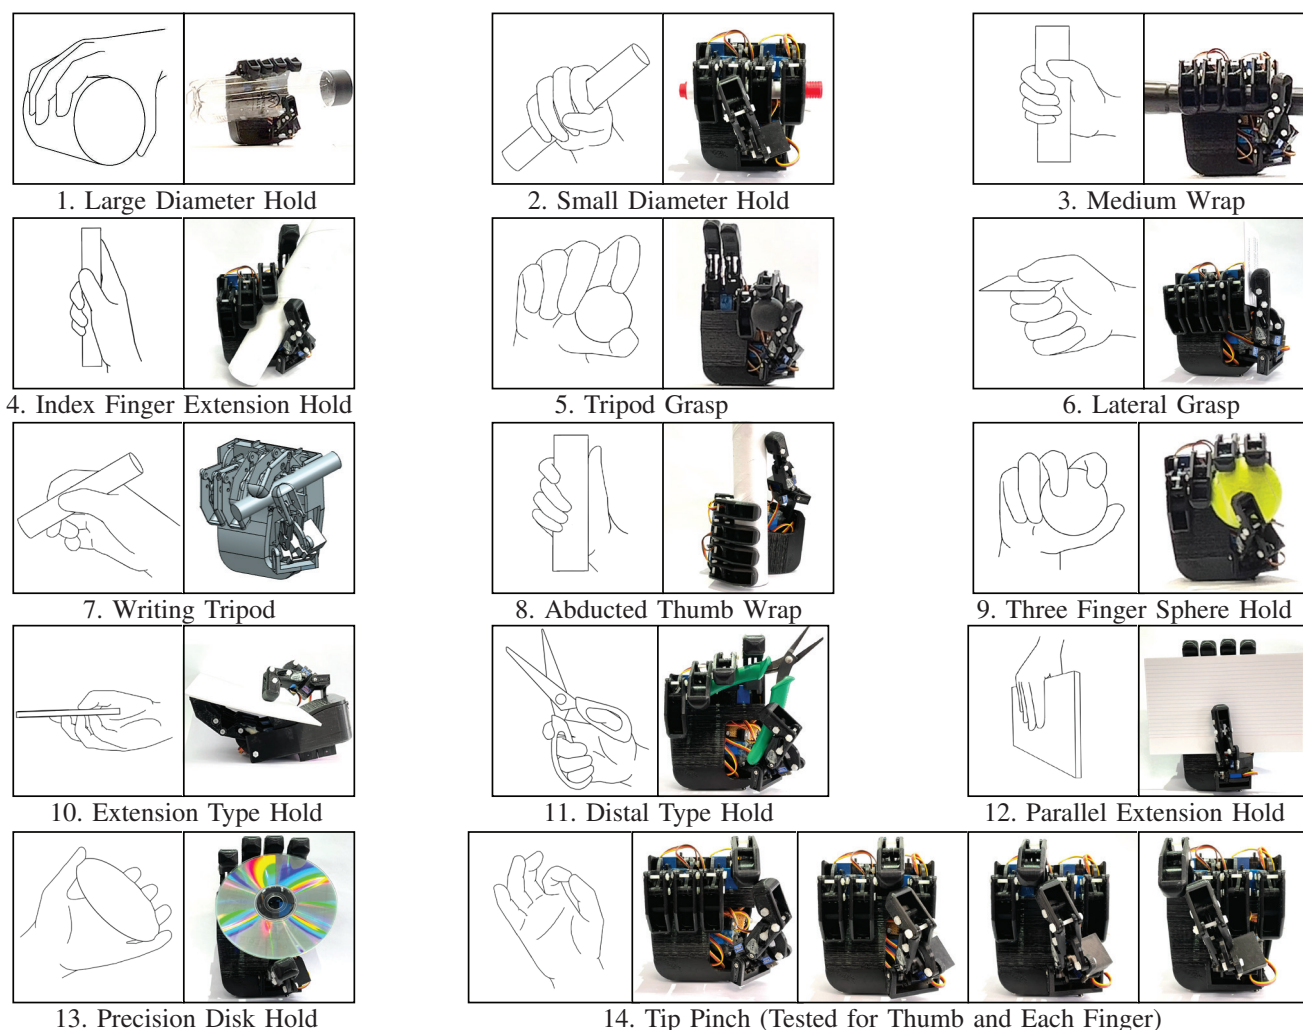 1. Large Diameter Hold
2. Small Diameter Hold
3. Medium Wrap
4. Index Finger Extension Hold
5. Tripod Grasp
6. Lateral Grasp
7. Writing Tripod
8. Abducted Thumb Wrap
9. Three Finger Sphere Hold
10. Extension Type Hold
11. Distal Type Hold
12. Parallel Extension Hold
13. Precision Disk Hold
14. Tip Pinch (Tested for Thumb and Each Finger)